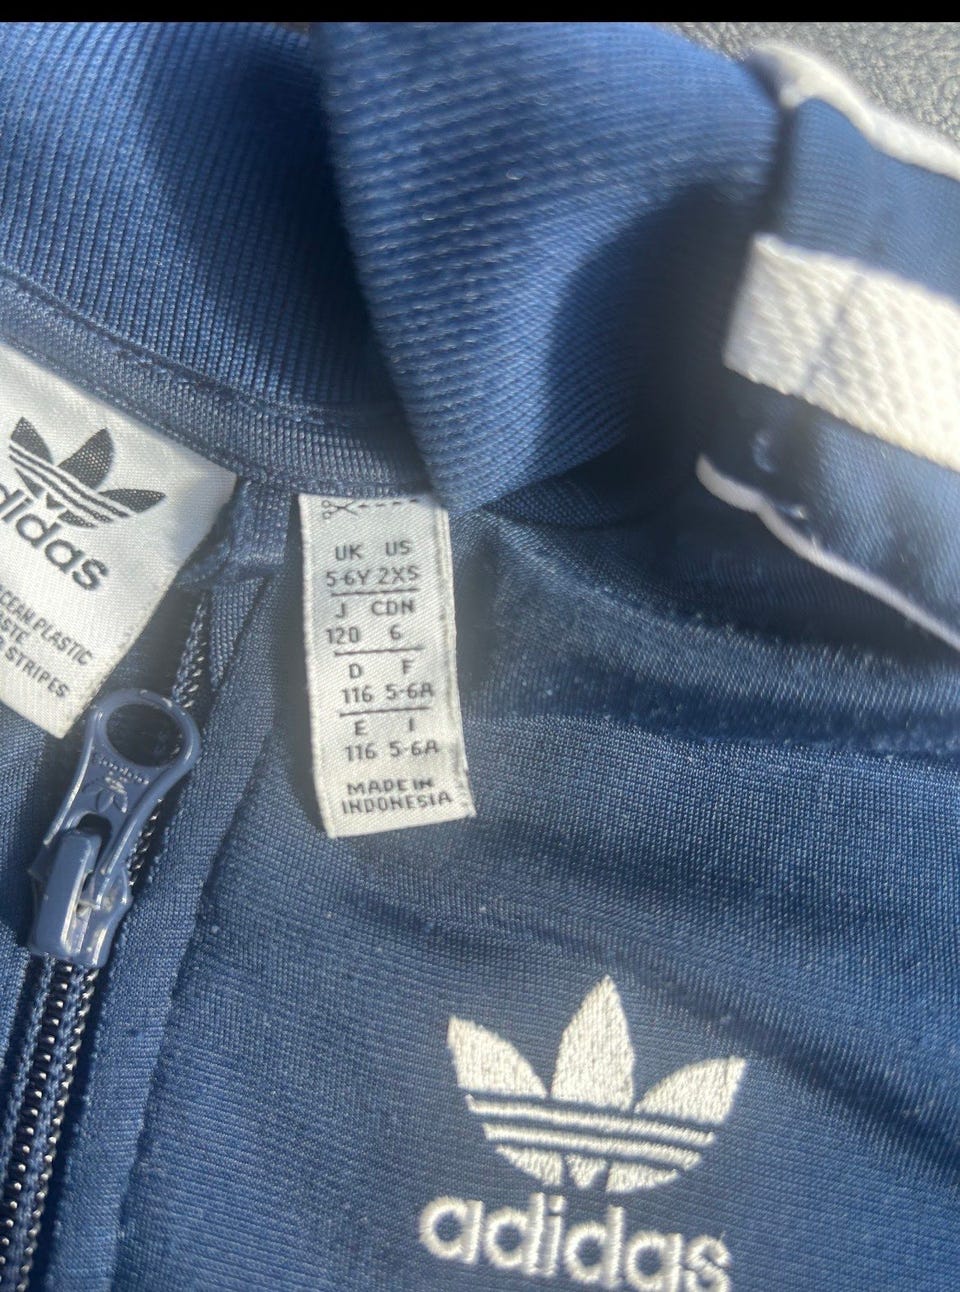 adidas
OCEAN PLASTIC
STRIPES
UK US
5-6Y 2XS
J CDN
120 6
D F
116 5-6A
E I
116 5-6A
MADE IN
INDONESIA
adidas